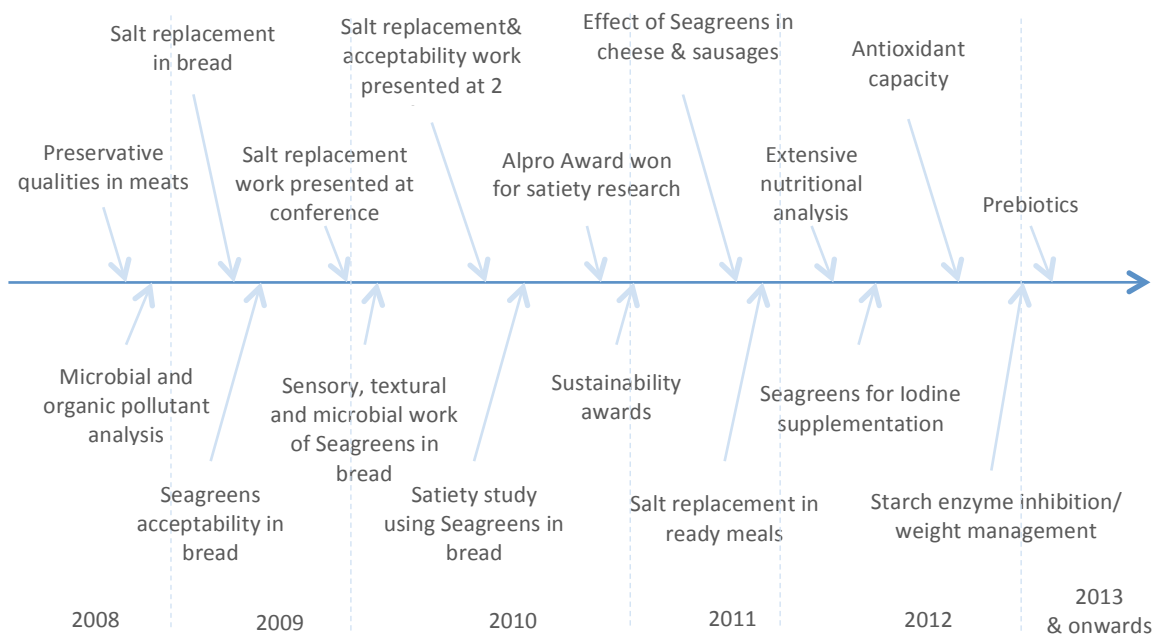 Salt replacement
in bread
Salt replacement&
acceptability work
presented at 2
Effect of Seagreens in
cheese & sausages
Antioxidant
capacity
Preservative
qualities in meats
Salt replacement
work presented at
conference
Alpro Award won
for satiety research
Extensive
nutritional
analysis
Prebiotics
Microbial and
organic pollutant
analysis
Sensory, textural
and microbial work
of Seagreens in
bread
Sustainability
awards
Seagreens for Iodine
supplementation
Seagreens
acceptability in
bread
Satiety study
using Seagreens in
bread
Salt replacement in
ready meals
Starch enzyme inhibition/
weight management
2008
2009
2010
2011
2012
2013
& onwards